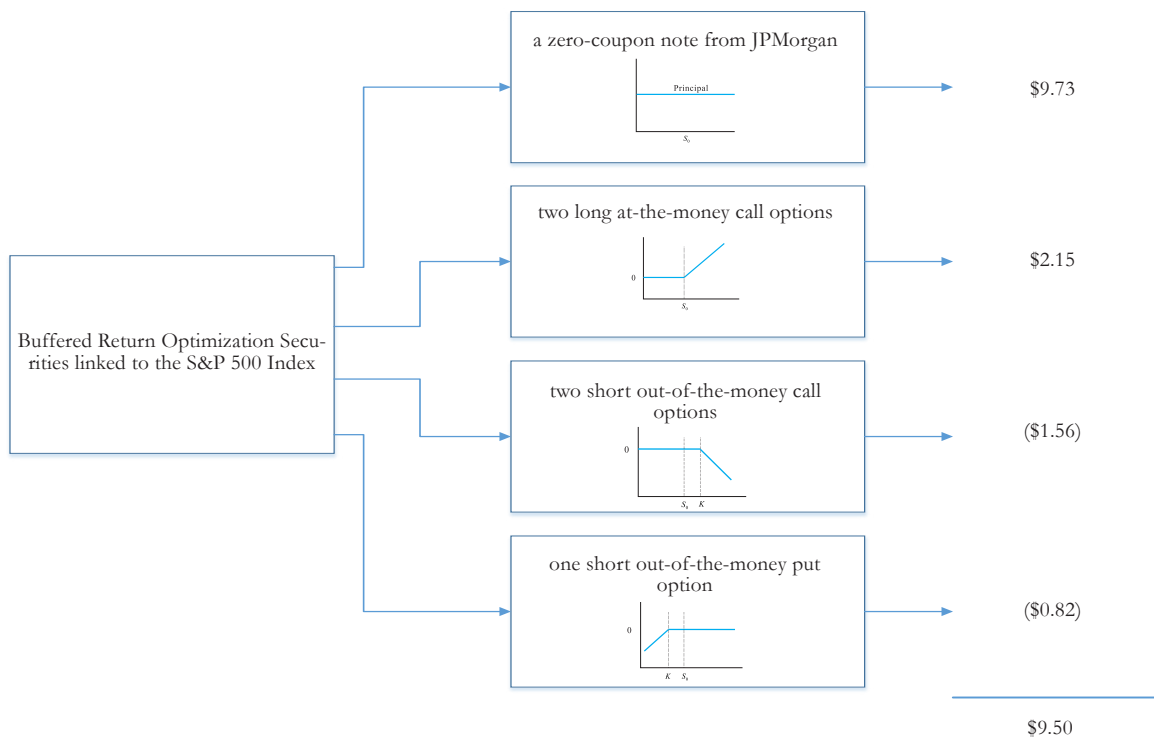 a zero-coupon note from JPMorgan
Principal
S₀
$9.73
two long at-the-money call options
0
S₀
$2.15
Buffered Return Optimization Secu-
rities linked to the S&P 500 Index
two short out-of-the-money call
options
0
S₀ K
($1.56)
one short out-of-the-money put
option
0
K S₀
($0.82)
$9.50